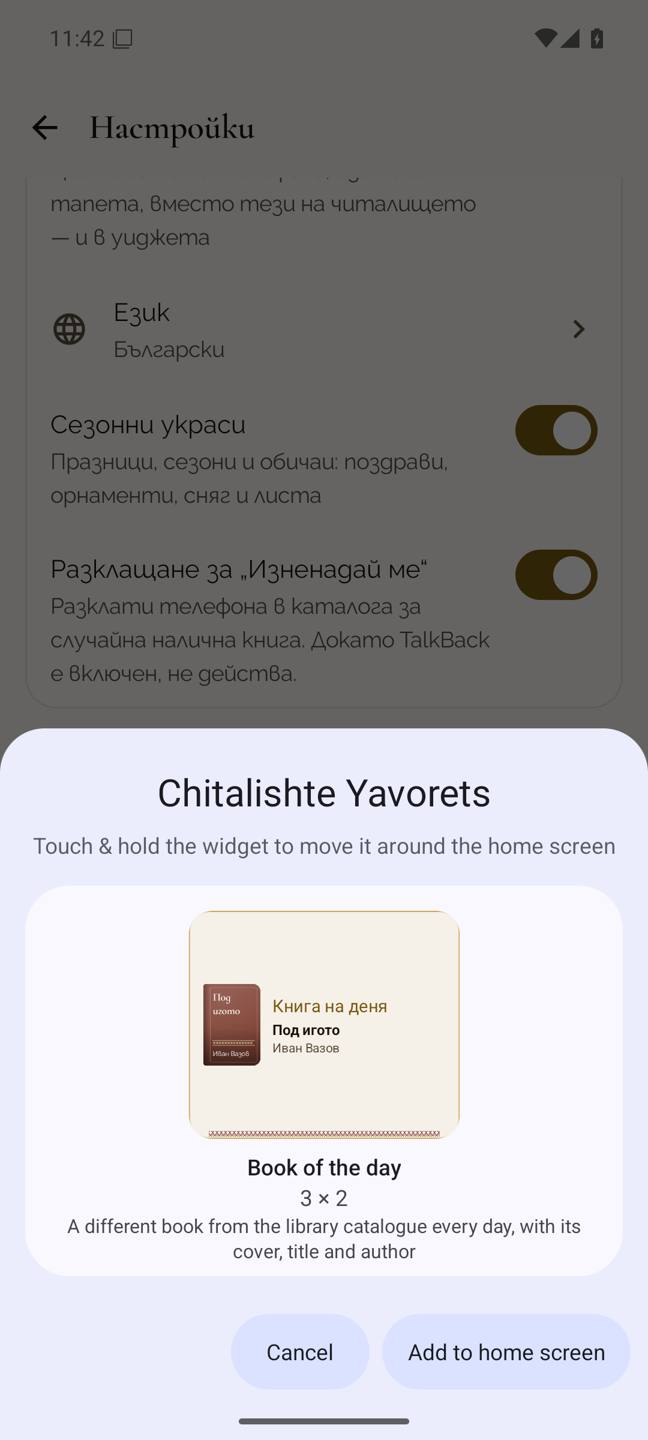 11:42
Настройки
тапета, вместо тези на читалището
— и в уиджета
Език
Български
Сезонни украси
Празници, сезони и обичаи: поздрави,
орнаменти, сняг и листа
Разклащане за „Изненадай ме“
Разклати телефона в каталога за
случайна налична книга. Докато TalkBack
е включен, не действа.
Chitalishte Yavorets
Touch & hold the widget to move it around the home screen
Под
игото
Иван Вазов
Книга на деня
Под игото
Иван Вазов
Book of the day
3 × 2
A different book from the library catalogue every day, with its
cover, title and author
Cancel
Add to home screen